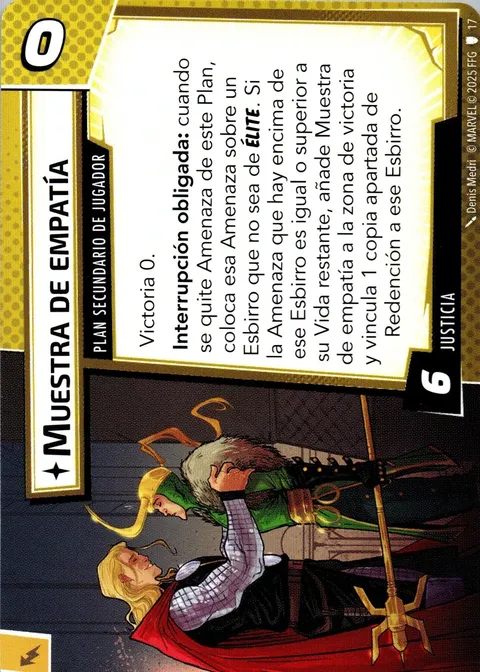 0
MUESTRA DE EMPATÍA
PLAN SECUNDARIO DE JUGADOR
Victoria 0.
Interrupción obligada: cuando
se quite Amenaza de este Plan,
coloca esa Amenaza sobre un
Esbirro que no sea de ÉLITE. Si
la Amenaza que hay encima de
ese Esbirro es igual o superior a
su Vida restante, añade Muestra
de empatía a la zona de victoria
y vincula 1 copia apartada de
Redención a ese Esbirro.
6
JUSTICIA
Denis Medri © MARVEL © 2025 FFG 17